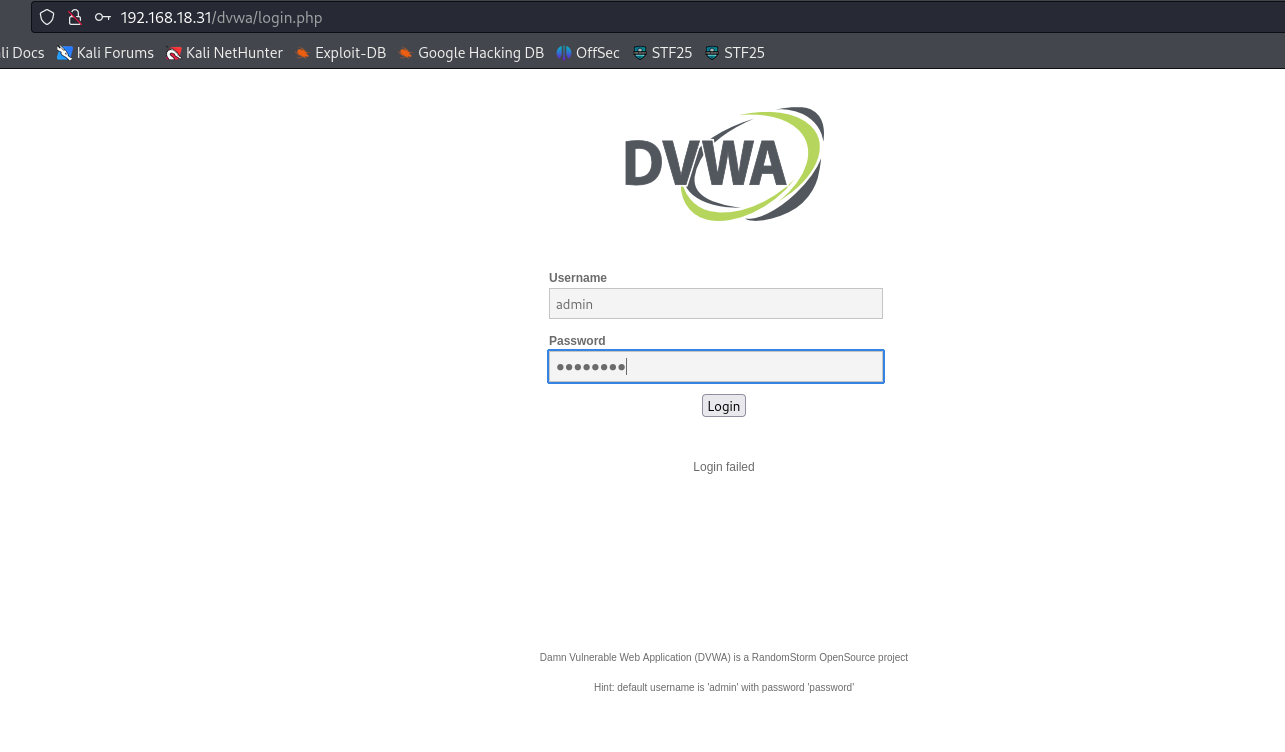 192.168.18.31/dvwa/login.php
li Docs Kali Forums Kali NetHunter Exploit-DB Google Hacking DB OffSec STF25 STF25
DVWA
Username
admin
Password
••••••••
Login
Login failed
Damn Vulnerable Web Application (DVWA) is a RandomStorm OpenSource project
Hint: default username is 'admin' with password 'password'